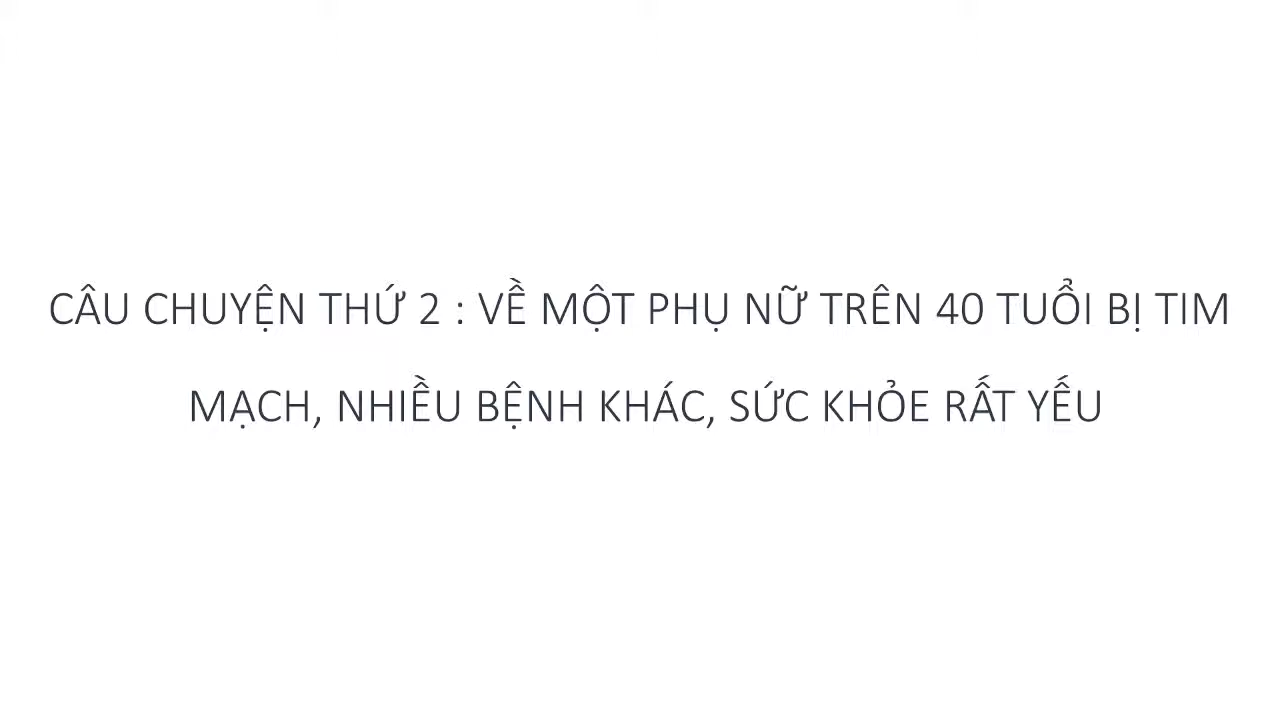 CÂU CHUYỆN THỨ 2 : VỀ MỘT PHỤ NỮ TRÊN 40 TUỔI BỊ TIM
MẠCH, NHIỀU BỆNH KHÁC, SỨC KHỎE RẤT YẾU